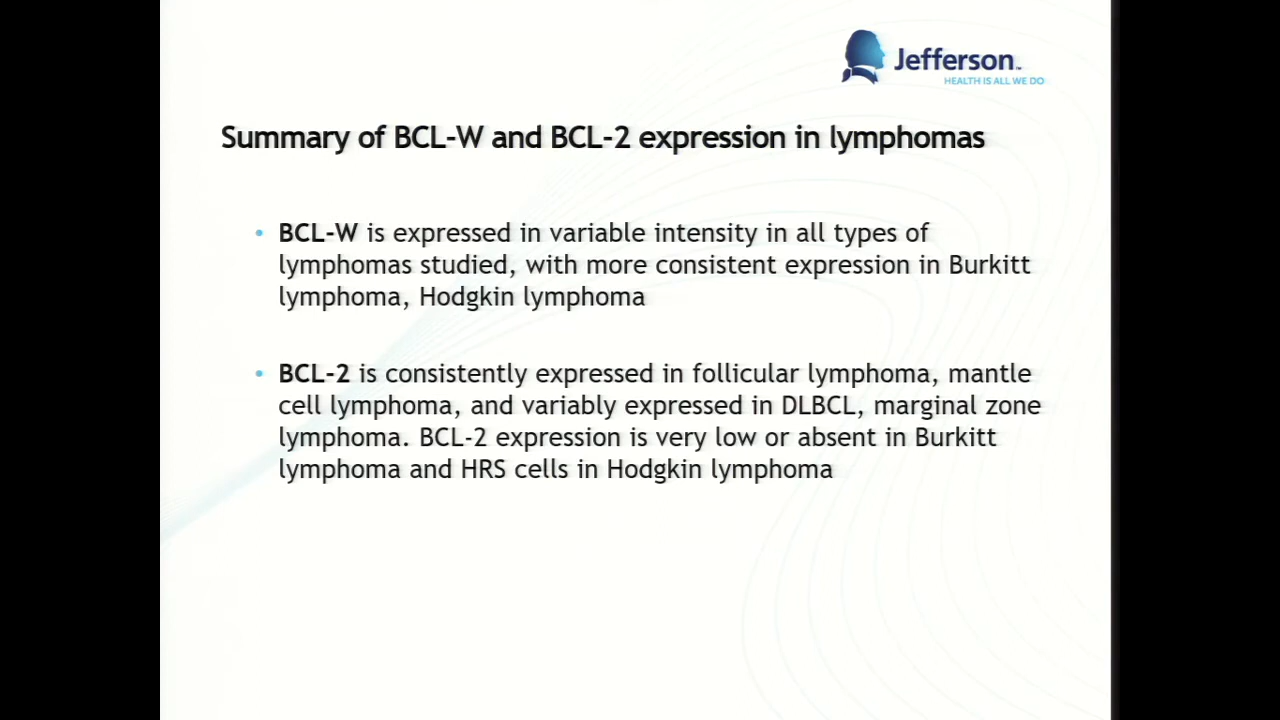 Jefferson™
HEALTH IS ALL WE DO
Summary of BCL-W and BCL-2 expression in lymphomas
• BCL-W is expressed in variable intensity in all types of
lymphomas studied, with more consistent expression in Burkitt
lymphoma, Hodgkin lymphoma
• BCL-2 is consistently expressed in follicular lymphoma, mantle
cell lymphoma, and variably expressed in DLBCL, marginal zone
lymphoma. BCL-2 expression is very low or absent in Burkitt
lymphoma and HRS cells in Hodgkin lymphoma